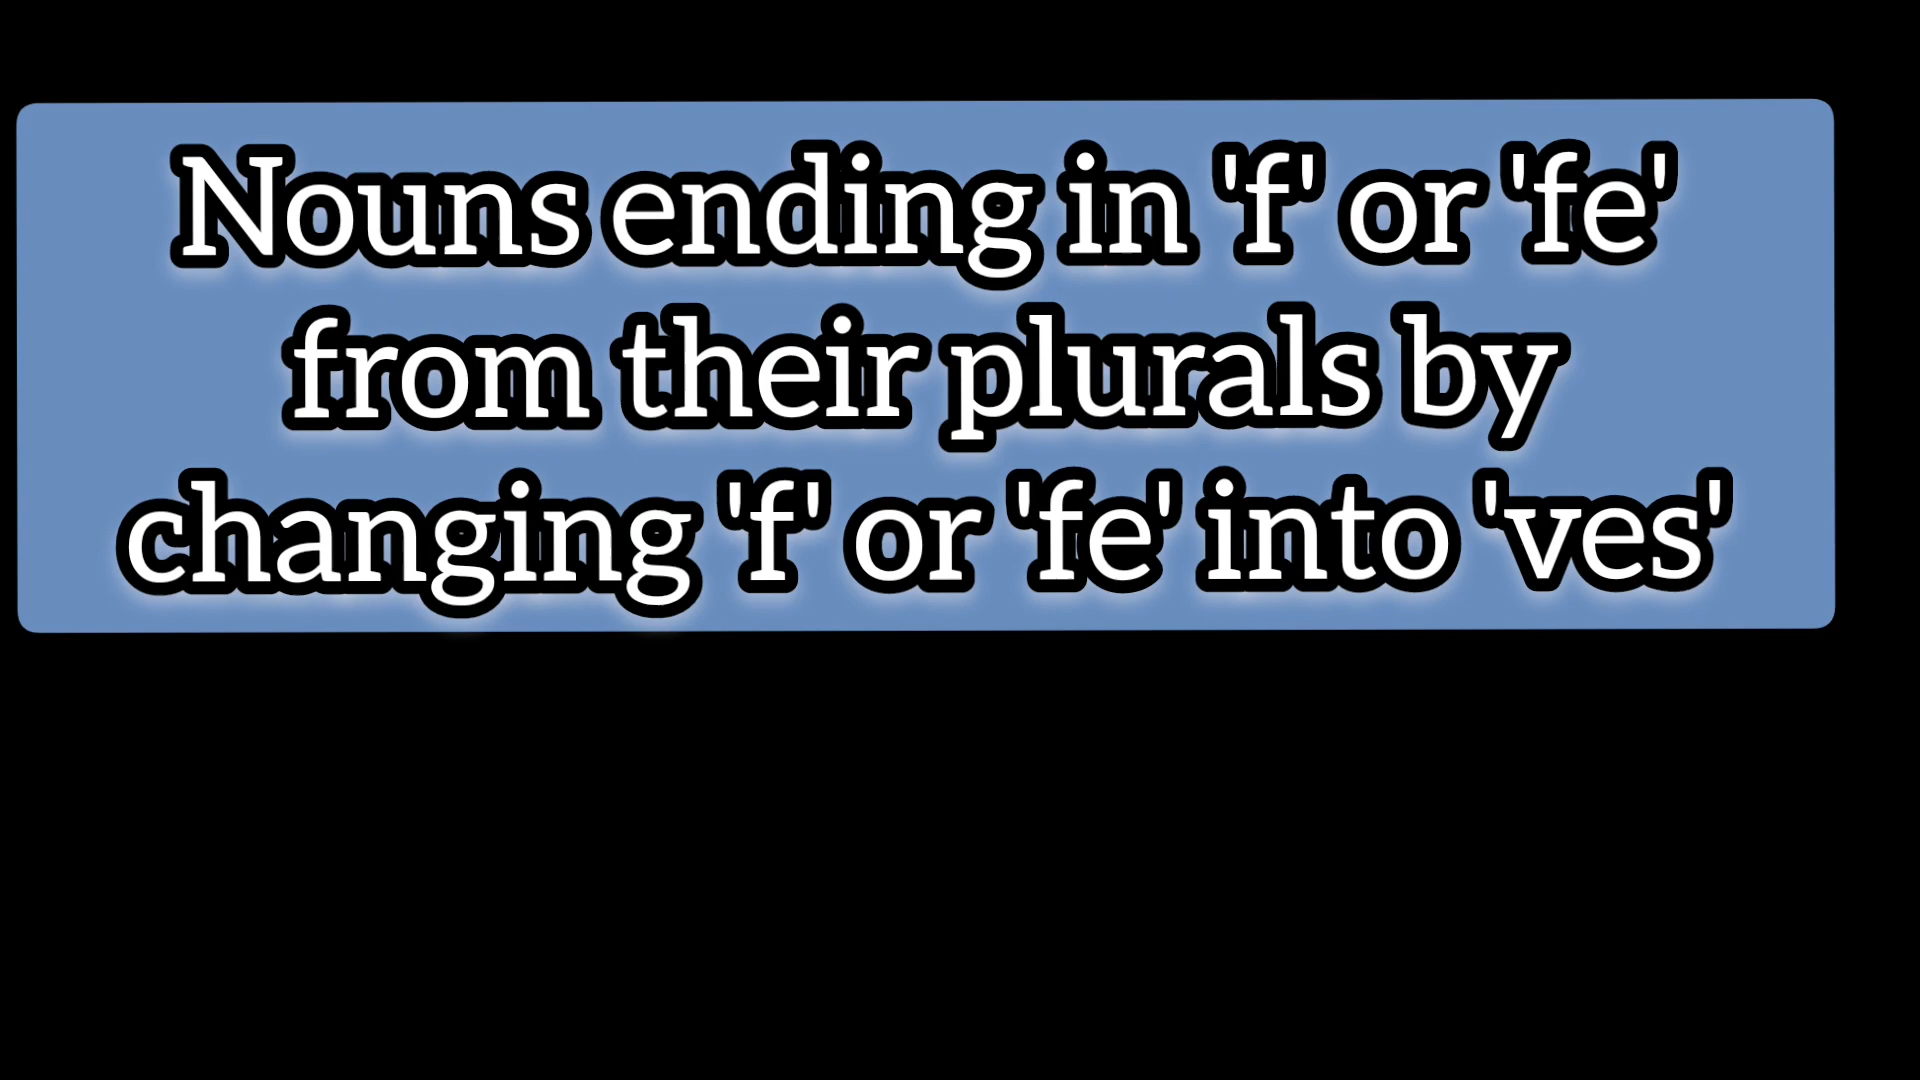 Nouns ending in 'f' or 'fe'
from their plurals by
changing 'f' or 'fe' into 'ves'